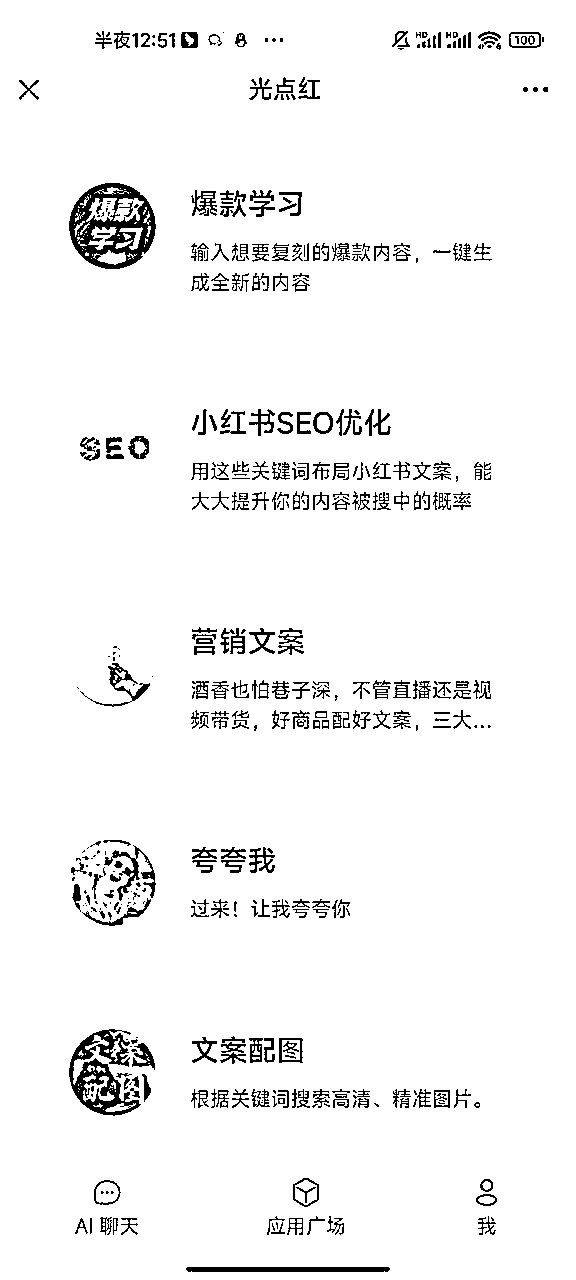 半夜12:51
HD HD 100
光点红
爆款
学习
爆款学习
输入想要复刻的爆款内容，一键生
成全新的内容
SEO
小红书SEO优化
用这些关键词布局小红书文案，能
大大提升你的内容被搜中的概率
营销文案
酒香也怕巷子深，不管直播还是视
频带货，好商品配好文案，三大...
夸夸我
过来！让我夸夸你
文案
配图
文案配图
根据关键词搜索高清、精准图片。
AI 聊天
应用广场
我